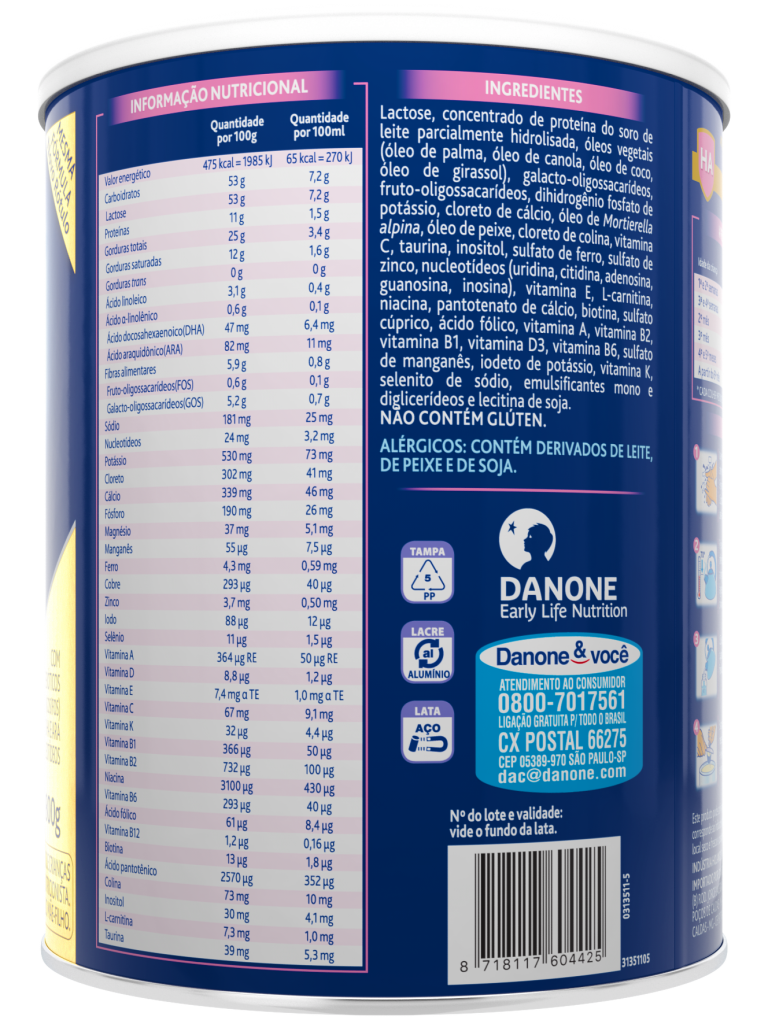 MESMA
FÓRMULA
INFORMAÇÃO NUTRICIONAL
Quantidade por 100g
Quantidade por 100ml
Valor energético 475 kcal = 1985 kJ 65 kcal = 270 kJ
Carboidratos 53 g 7,2 g
Lactose 53 g 7,2 g
Proteínas 11 g 1,5 g
Gorduras totais 25 g 3,4 g
Gorduras saturadas 12 g 1,6 g
Gorduras trans 0 g 0 g
Ácido linoleico 3,1 g 0,4 g
Ácido α-linolênico 0,6 g 0,1 g
Ácido docosahexaenoico(DHA) 47 mg 6,4 mg
Ácido araquidônico(ARA) 82 mg 11 mg
Fibras alimentares 5,9 g 0,8 g
Fruto-oligossacarídeos(FOS) 0,6 g 0,1 g
Galacto-oligossacarídeos(GOS) 5,2 g 0,7 g
Sódio 181 mg 25 mg
Nucleotídeos 24 mg 3,2 mg
Potássio 530 mg 73 mg
Cloreto 302 mg 41 mg
Cálcio 339 mg 46 mg
Fósforo 190 mg 26 mg
Magnésio 37 mg 5,1 mg
Manganês 55 µg 7,5 µg
Ferro 4,3 mg 0,59 mg
Cobre 293 µg 40 µg
Zinco 3,7 mg 0,50 mg
Iodo 88 µg 12 µg
Selênio 11 µg 1,5 µg
Vitamina A 364 µg RE 50 µg RE
Vitamina D 8,8 µg 1,2 µg
Vitamina E 7,4 mg α TE 1,0 mg α TE
Vitamina C 67 mg 9,1 mg
Vitamina K 32 µg 4,4 µg
Vitamina B1 366 µg 50 µg
Vitamina B2 732 µg 100 µg
Niacina 3100 µg 430 µg
Vitamina B6 293 µg 40 µg
Ácido fólico 61 µg 8,4 µg
Vitamina B12 1,2 µg 0,16 µg
Biotina 13 µg 1,8 µg
Ácido pantotênico 2570 µg 352 µg
Colina 73 mg 10 mg
Inositol 30 mg 4,1 mg
L-carnitina 7,3 mg 1,0 mg
Taurina 39 mg 5,3 mg
INGREDIENTES
Lactose, concentrado de proteína do soro de
leite parcialmente hidrolisada, óleos vegetais
(óleo de palma, óleo de canola, óleo de coco,
óleo de girassol), galacto-oligossacarídeos,
fruto-oligossacarídeos, dihidrogênio fosfato de
potássio, cloreto de cálcio, óleo de Mortierella
alpina, óleo de peixe, cloreto de colina, vitamina
C, taurina, inositol, sulfato de ferro, sulfato de
zinco, nucleotídeos (uridina, citidina, adenosina,
guanosina, inosina), vitamina E, L-carnitina,
niacina, pantotenato de cálcio, biotina, sulfato
cúprico, ácido fólico, vitamina A, vitamina B2,
vitamina B1, vitamina D3, vitamina B6, sulfato
de manganês, iodeto de potássio, vitamina K,
selenito de sódio, emulsificantes mono e
diglicerídeos e lecitina de soja.
NÃO CONTÉM GLÚTEN.
ALÉRGICOS: CONTÉM DERIVADOS DE LEITE,
DE PEIXE E DE SOJA.
TAMPA
5
PP
LACRE
al
ALUMÍNIO
LATA
AÇO
DANONE
Early Life Nutrition
Danone & você
ATENDIMENTO AO CONSUMIDOR
0800-7017561
LIGAÇÃO GRATUITA P/TODO O BRASIL
CX POSTAL 66275
CEP 05389-970 SÃO PAULO-SP
dac@danone.com
Nº do lote e validade:
vide o fundo da lata.
8 718117 604425
0313511-5
31351105
HA
1
2
3
4